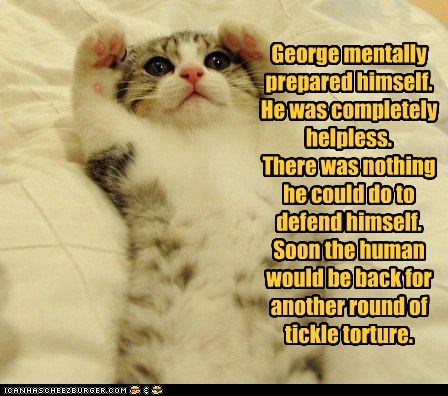 George mentally
prepared himself.
He was completely
helpless.
There was nothing
he could do to
defend himself.
Soon the human
would be back for
another round of
tickle torture.
ICANHASCHEEZBURGER.COM